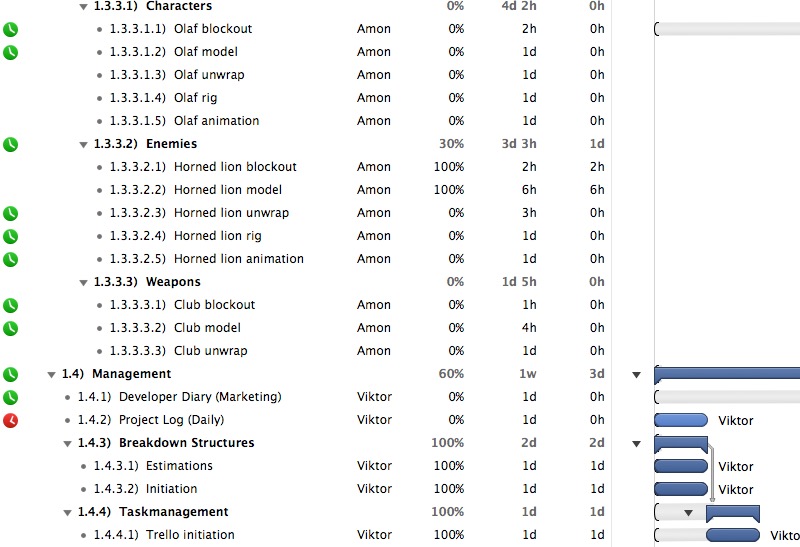 1.3.3.1) Characters 0% 4d 2h 0h
1.3.3.1.1) Olaf blockout Amon 0% 2h 0h
1.3.3.1.2) Olaf model Amon 0% 1d 0h
1.3.3.1.3) Olaf unwrap Amon 0% 1d 0h
1.3.3.1.4) Olaf rig Amon 0% 1d 0h
1.3.3.1.5) Olaf animation Amon 0% 1d 0h
1.3.3.2) Enemies 30% 3d 3h 1d
1.3.3.2.1) Horned lion blockout Amon 100% 2h 2h
1.3.3.2.2) Horned lion model Amon 100% 6h 6h
1.3.3.2.3) Horned lion unwrap Amon 0% 3h 0h
1.3.3.2.4) Horned lion rig Amon 0% 1d 0h
1.3.3.2.5) Horned lion animation Amon 0% 1d 0h
1.3.3.3) Weapons 0% 1d 5h 0h
1.3.3.3.1) Club blockout Amon 0% 1h 0h
1.3.3.3.2) Club model Amon 0% 4h 0h
1.3.3.3.3) Club unwrap Amon 0% 1d 0h
1.4) Management 60% 1w 3d
1.4.1) Developer Diary (Marketing) Viktor 0% 1d 0h
1.4.2) Project Log (Daily) Viktor 0% 1d 0h Viktor
1.4.3) Breakdown Structures 100% 2d 2d
1.4.3.1) Estimations Viktor 100% 1d 1d Viktor
1.4.3.2) Initiation Viktor 100% 1d 1d Viktor
1.4.4) Taskmanagement 100% 1d 1d
1.4.4.1) Trello initiation Viktor 100% 1d 1d Vikto